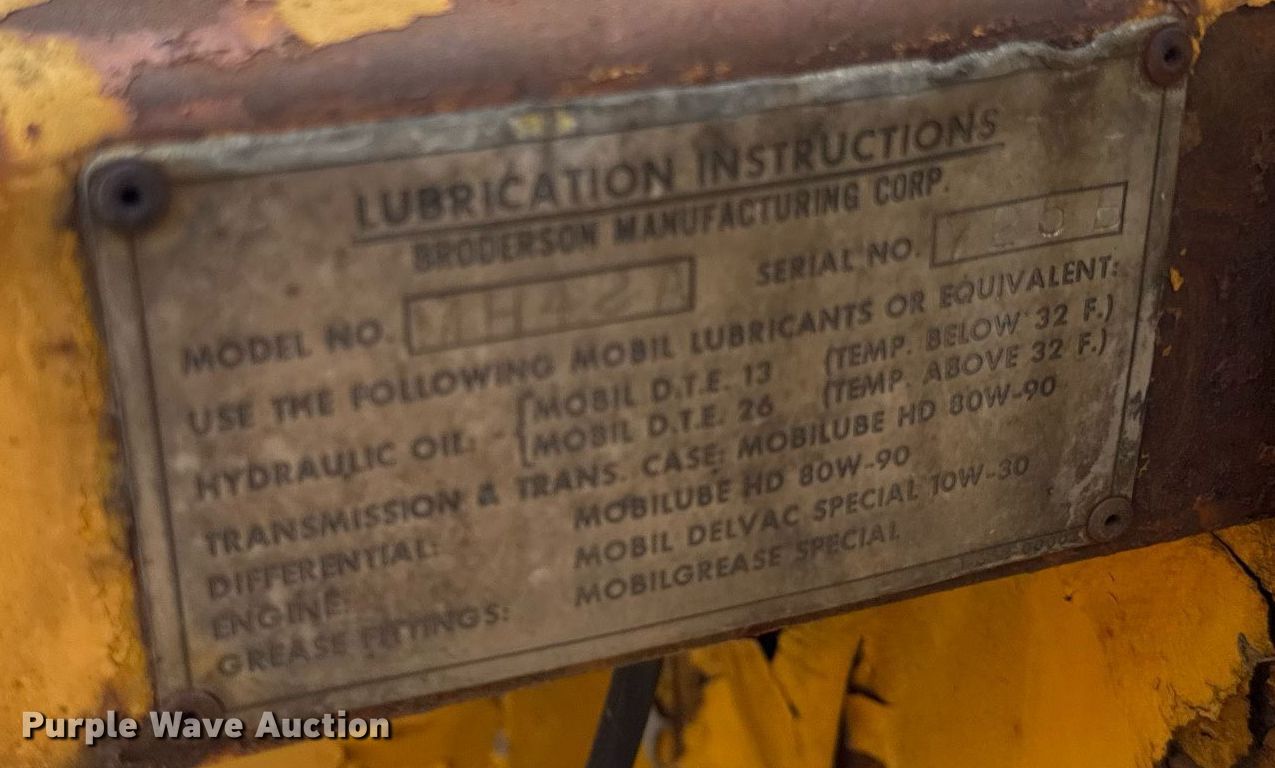 LUBRICATION INSTRUCTIONS
BRODERSON MANUFACTURING CORP.
MODEL NO. SERIAL NO.
USE THE FOLLOWING MOBIL LUBRICANTS OR EQUIVALENT:
HYDRAULIC OIL: MOBIL D.T.E. 13 (TEMP. BELOW 32 F.)
MOBIL D.T.E. 26 (TEMP. ABOVE 32 F.)
TRANSMISSION & TRANS. CASE: MOBILUBE HD 80W-90
DIFFERENTIAL: MOBILUBE HD 80W-90
ENGINE: MOBIL DELVAC SPECIAL 10W-30
GREASE FITTINGS: MOBILGREASE SPECIAL
Purple Wave Auction